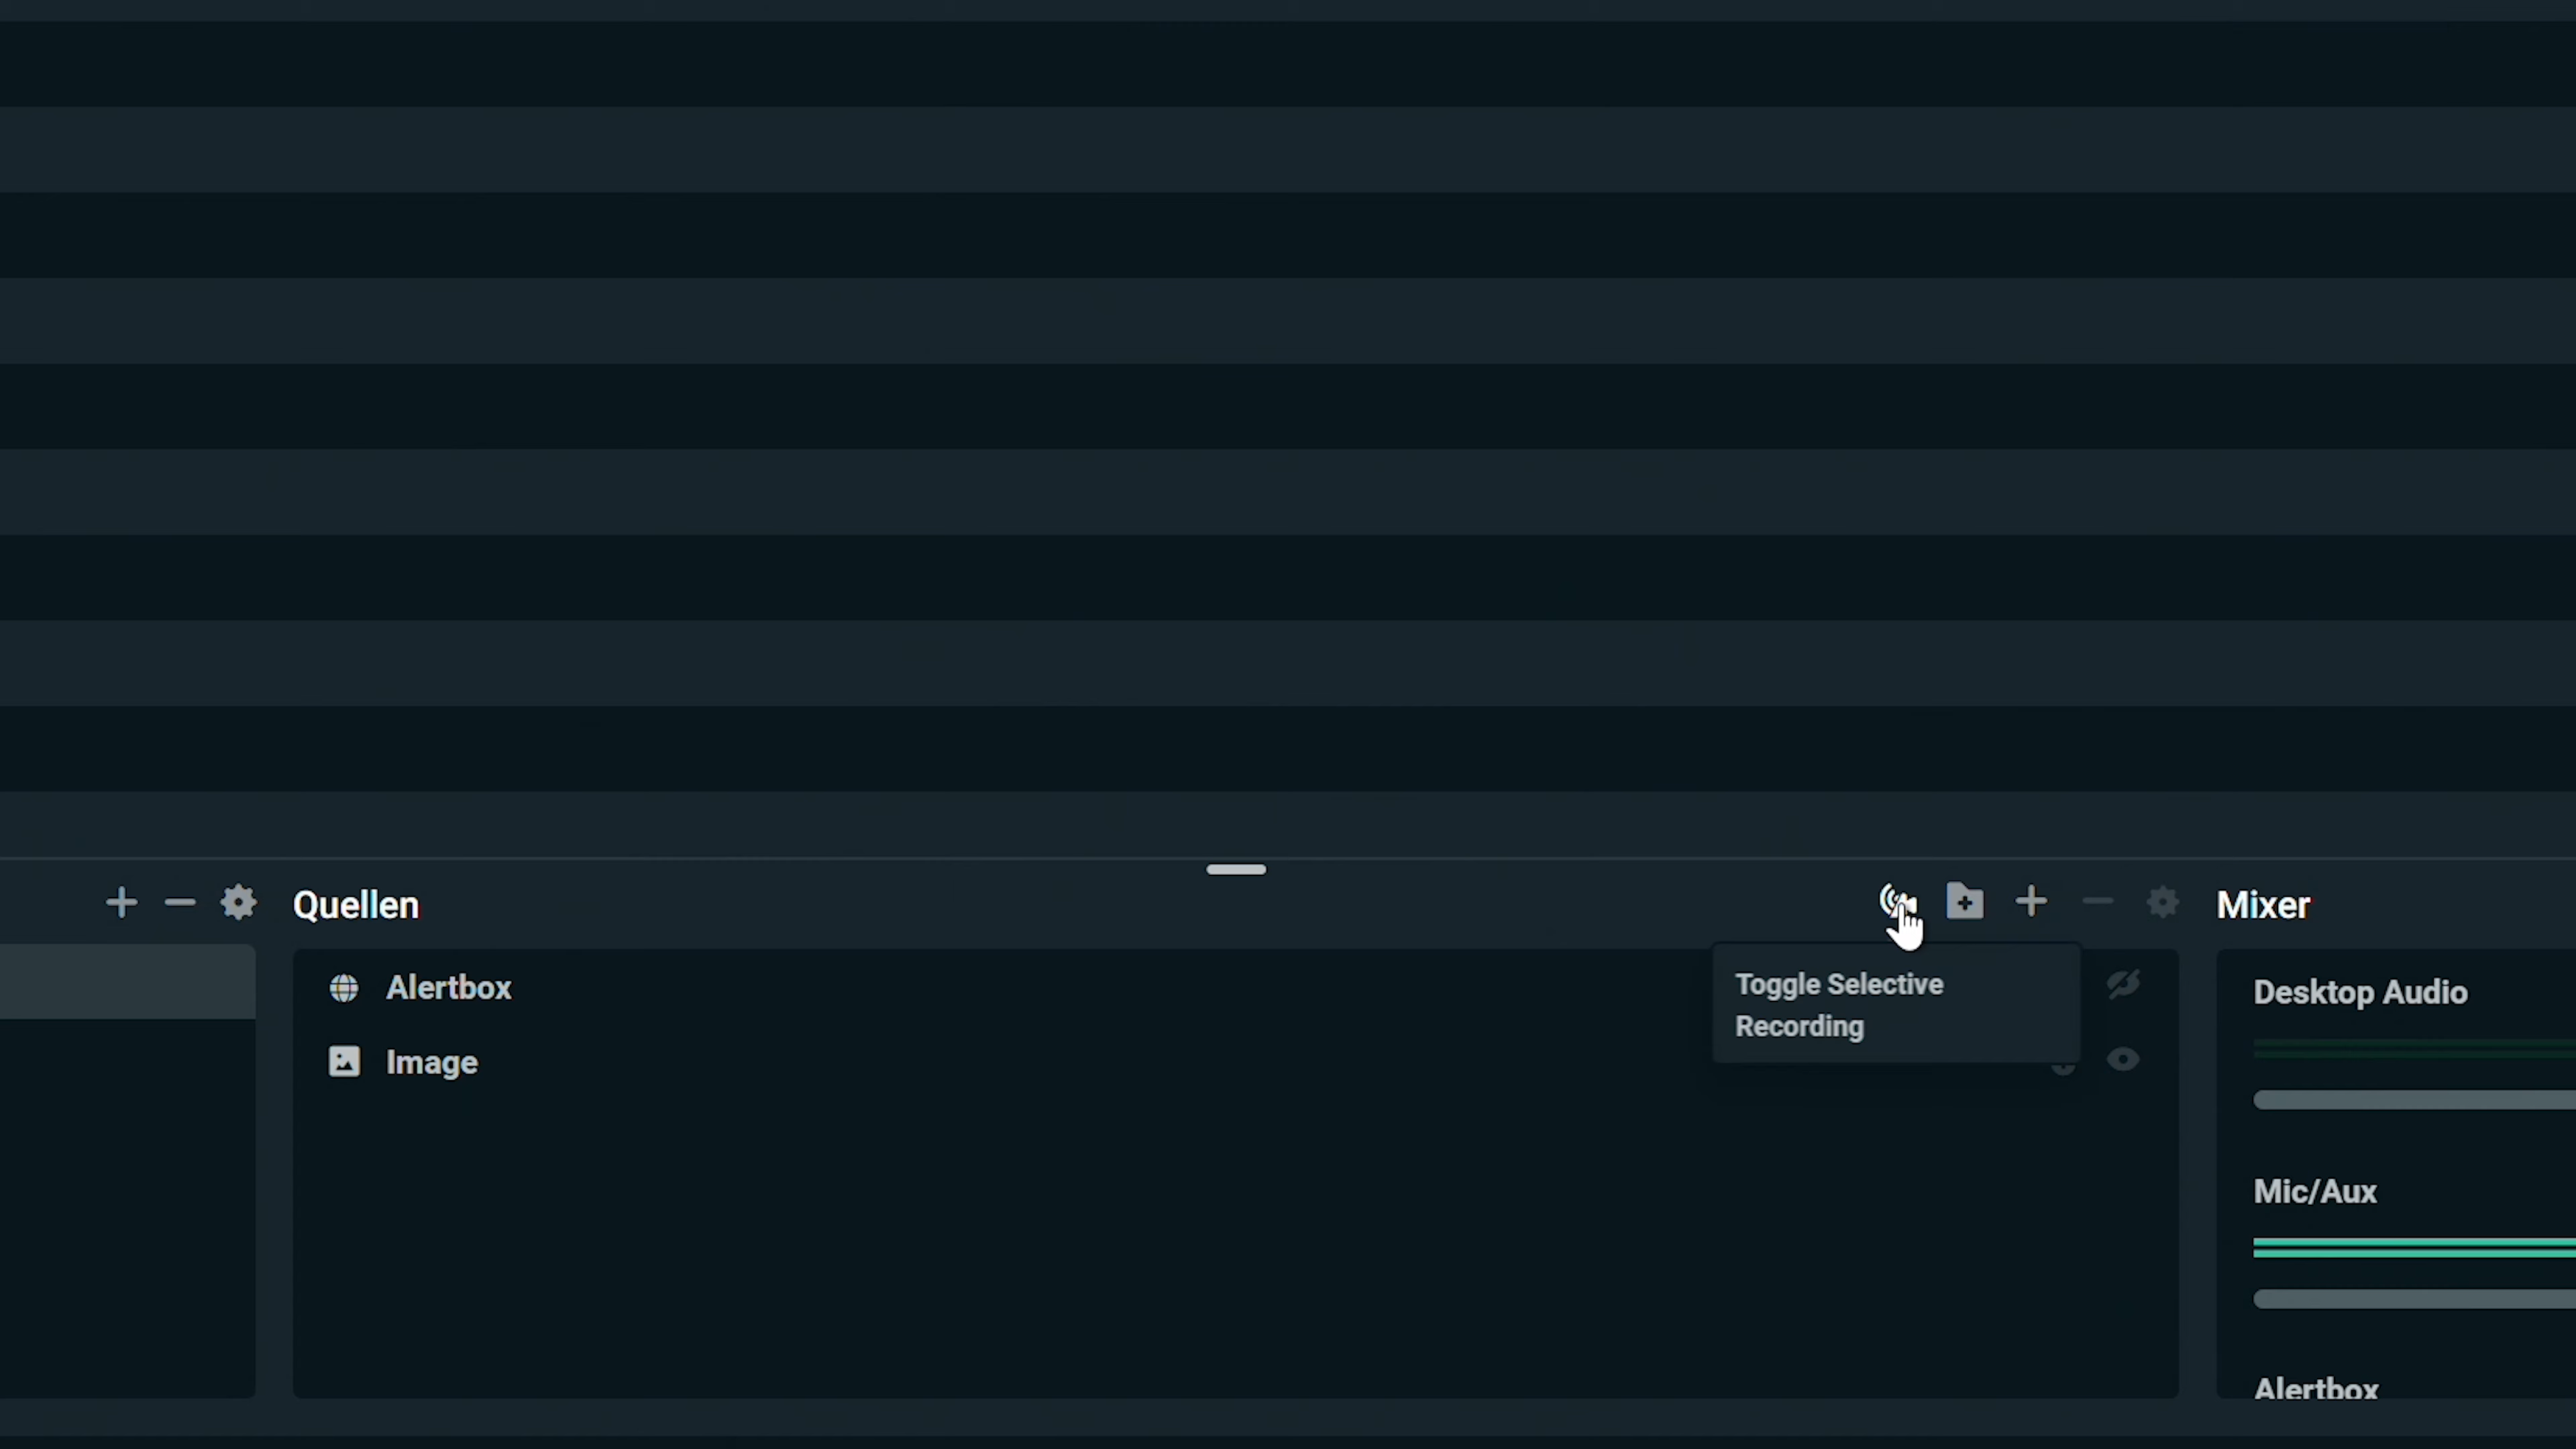 Quellen
Mixer
Alertbox
Image
Toggle Selective
Recording
Desktop Audio
Mic/Aux
Alertbox